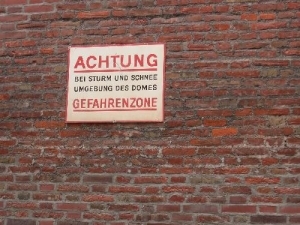 ACHTUNG
BEI STURM UND SCHNEE
UMGEBUNG DES DOMES
GEFAHRENZONE